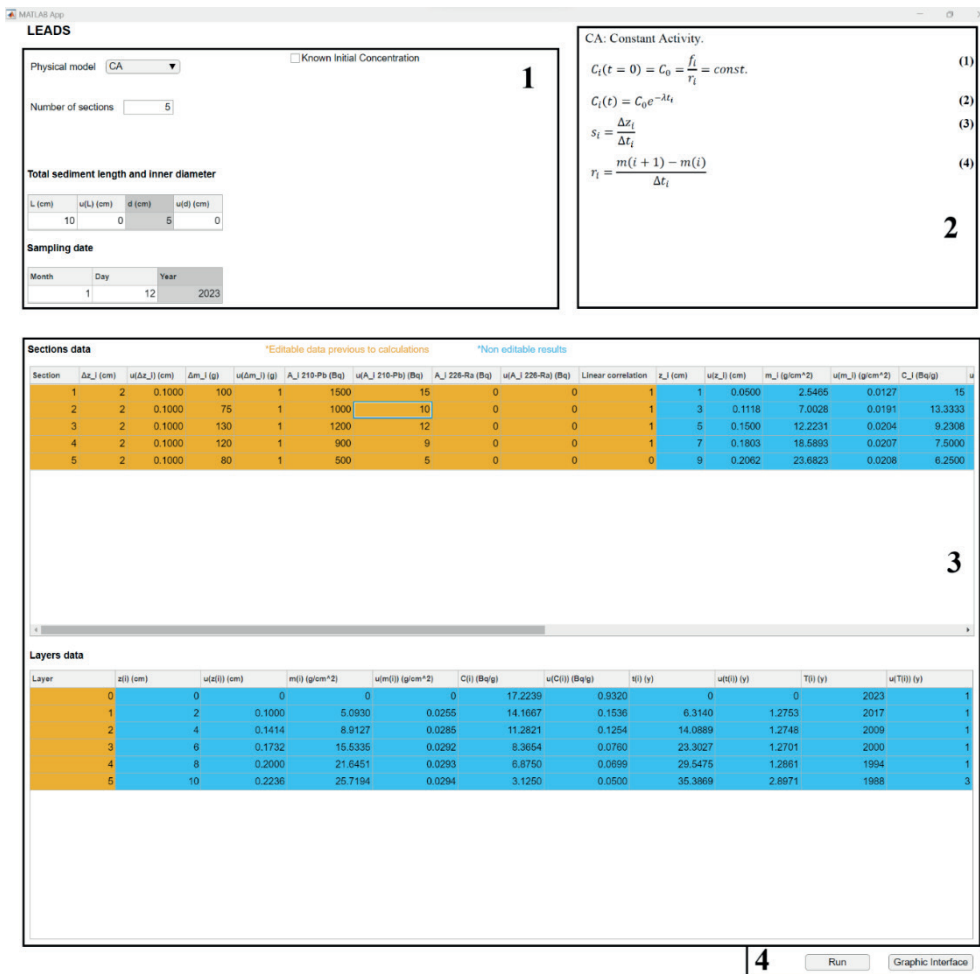 MATLAB App
LEADS
Physical model CA
Known Initial Concentration
1
Number of sections 5
Total sediment length and inner diameter
L (cm) u(L) (cm) d (cm) u(d) (cm)
10 0 5 0
Sampling date
Month Day Year
1 12 2023
CA: Constant Activity.
C_i(t = 0) = C_0 = f_i/r_i = const. (1)
C_i(t) = C_0e^{-λt_i} (2)
s_i = Δz_i/Δt_i (3)
r_i = (m(i + 1) − m(i))/Δt_i (4)
2
Sections data *Editable data previous to calculations *Non editable results
Section Δz_i (cm) u(Δz_i) (cm) Δm_i (g) u(Δm_i) (g) A_i 210-Pb (Bq) u(A_i 210-Pb) (Bq) A_i 226-Ra (Bq) u(A_i 226-Ra) (Bq) Linear correlation z_i (cm) u(z_i) (cm) m_i (g/cm^2) u(m_i) (g/cm^2) C_i (Bq/g) u
1 2 0.1000 100 1 1500 15 0 0 1 1 0.0500 2.5465 0.0127 15
2 2 0.1000 75 1 1000 10 0 0 1 3 0.1118 7.0028 0.0191 13.3333
3 2 0.1000 130 1 1200 12 0 0 1 5 0.1500 12.2231 0.0204 9.2308
4 2 0.1000 120 1 900 9 0 0 1 7 0.1803 18.5893 0.0207 7.5000
5 2 0.1000 80 1 500 5 0 0 0 9 0.2062 23.6823 0.0208 6.2500
3
Layers data
Layer z(i) (cm) u(z(i)) (cm) m(i) (g/cm^2) u(m(i)) (g/cm^2) C(i) (Bq/g) u(C(i)) (Bq/g) t(i) (y) u(t(i)) (y) T(i) (y) u(T(i)) (y)
0 0 0 0 0 17.2239 0.9320 0 0 2023 1
1 2 0.1000 5.0930 0.0255 14.1667 0.1536 6.3140 1.2753 2017 1
2 4 0.1414 8.9127 0.0285 11.2821 0.1254 14.0889 1.2748 2009 1
3 6 0.1732 15.5335 0.0292 8.3654 0.0760 23.3027 1.2701 2000 1
4 8 0.2000 21.6451 0.0293 6.8750 0.0699 29.5475 1.2861 1994 1
5 10 0.2236 25.7194 0.0294 3.1250 0.0500 35.3869 2.8971 1988 3
4 Run Graphic Interface